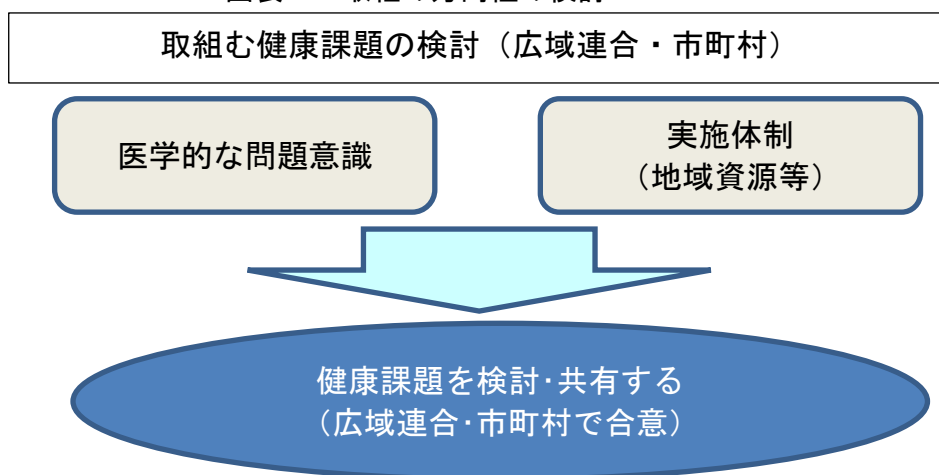 取組む健康課題の検討（広域連合・市町村）
医学的な問題意識
実施体制
（地域資源等）
健康課題を検討・共有する
（広域連合・市町村で合意）